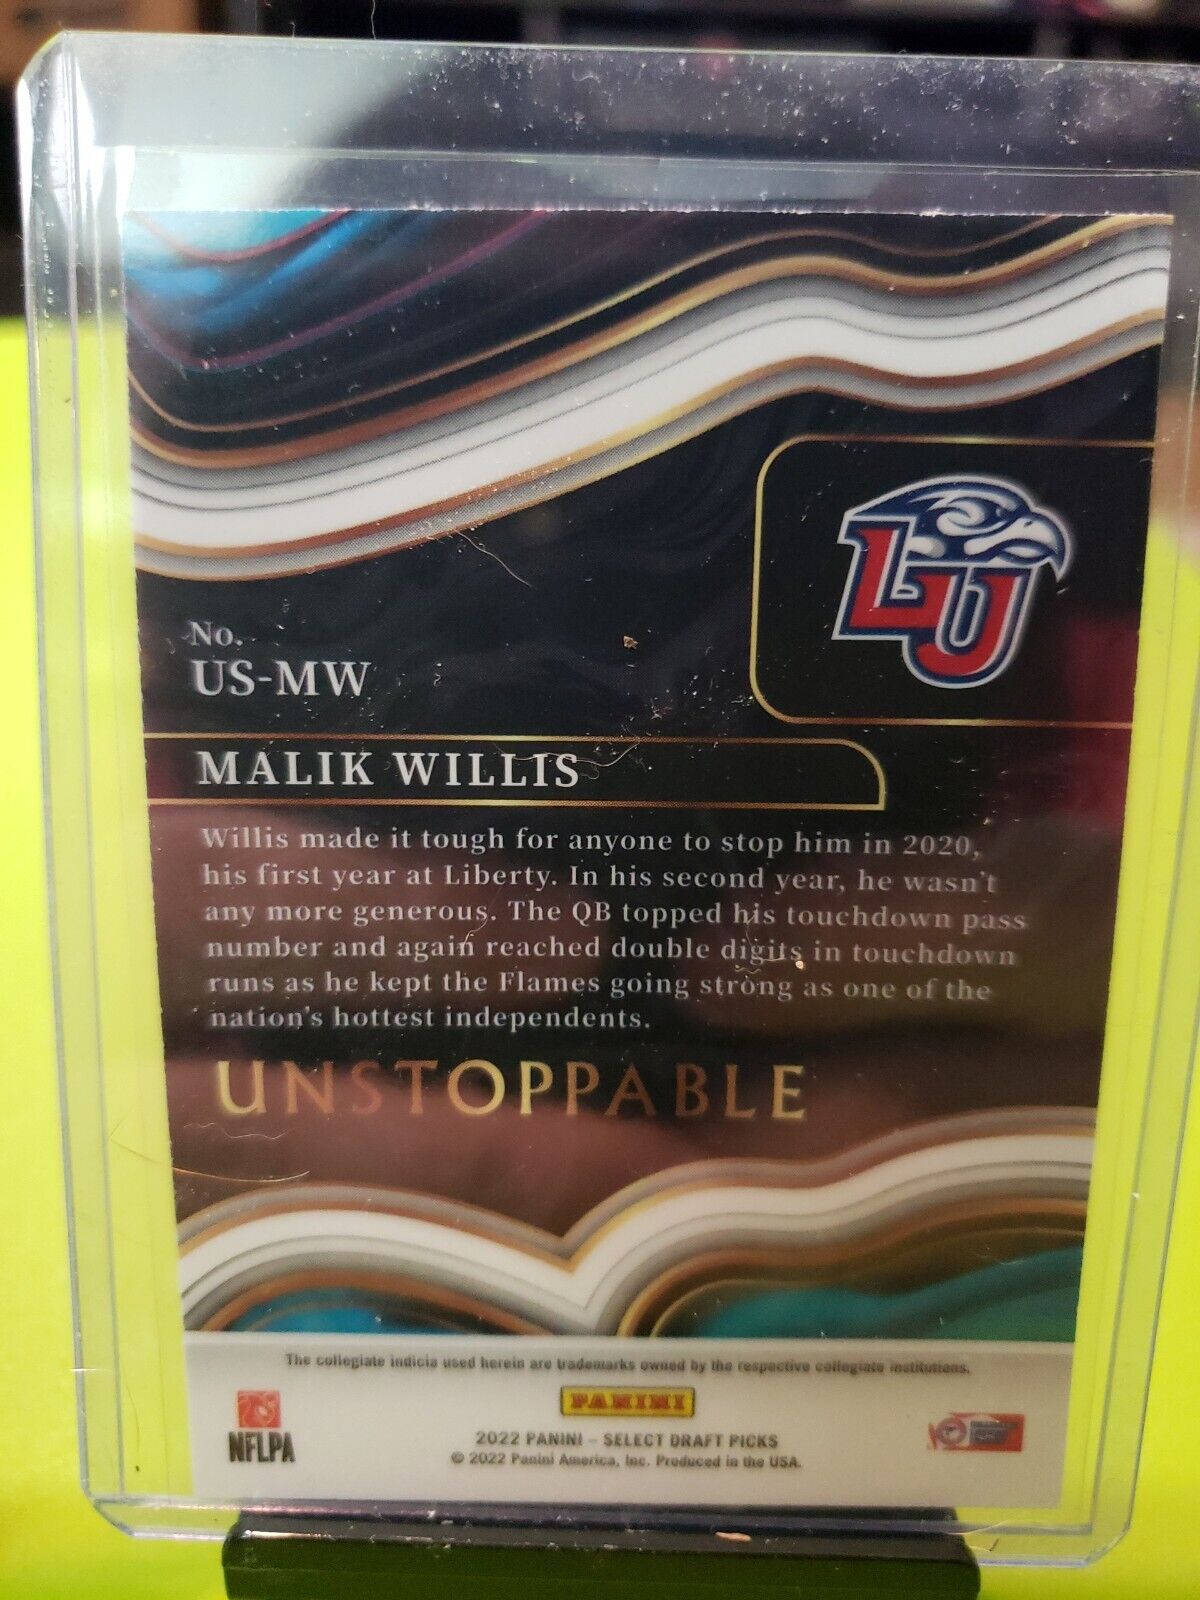 LU
No.
US-MW
MALIK WILLIS
Willis made it tough for anyone to stop him in 2020,
his first year at Liberty. In his second year, he wasn't
any more generous. The QB topped his touchdown pass
number and again reached double digits in touchdown
runs as he kept the Flames going strong as one of the
nation's hottest independents.
UNSTOPPABLE
The collegiate indicia used herein are trademarks owned by the respective collegiate institutions.
PANINI
NFLPA
2022 PANINI – SELECT DRAFT PICKS
© 2022 Panini America, Inc. Produced in the USA.